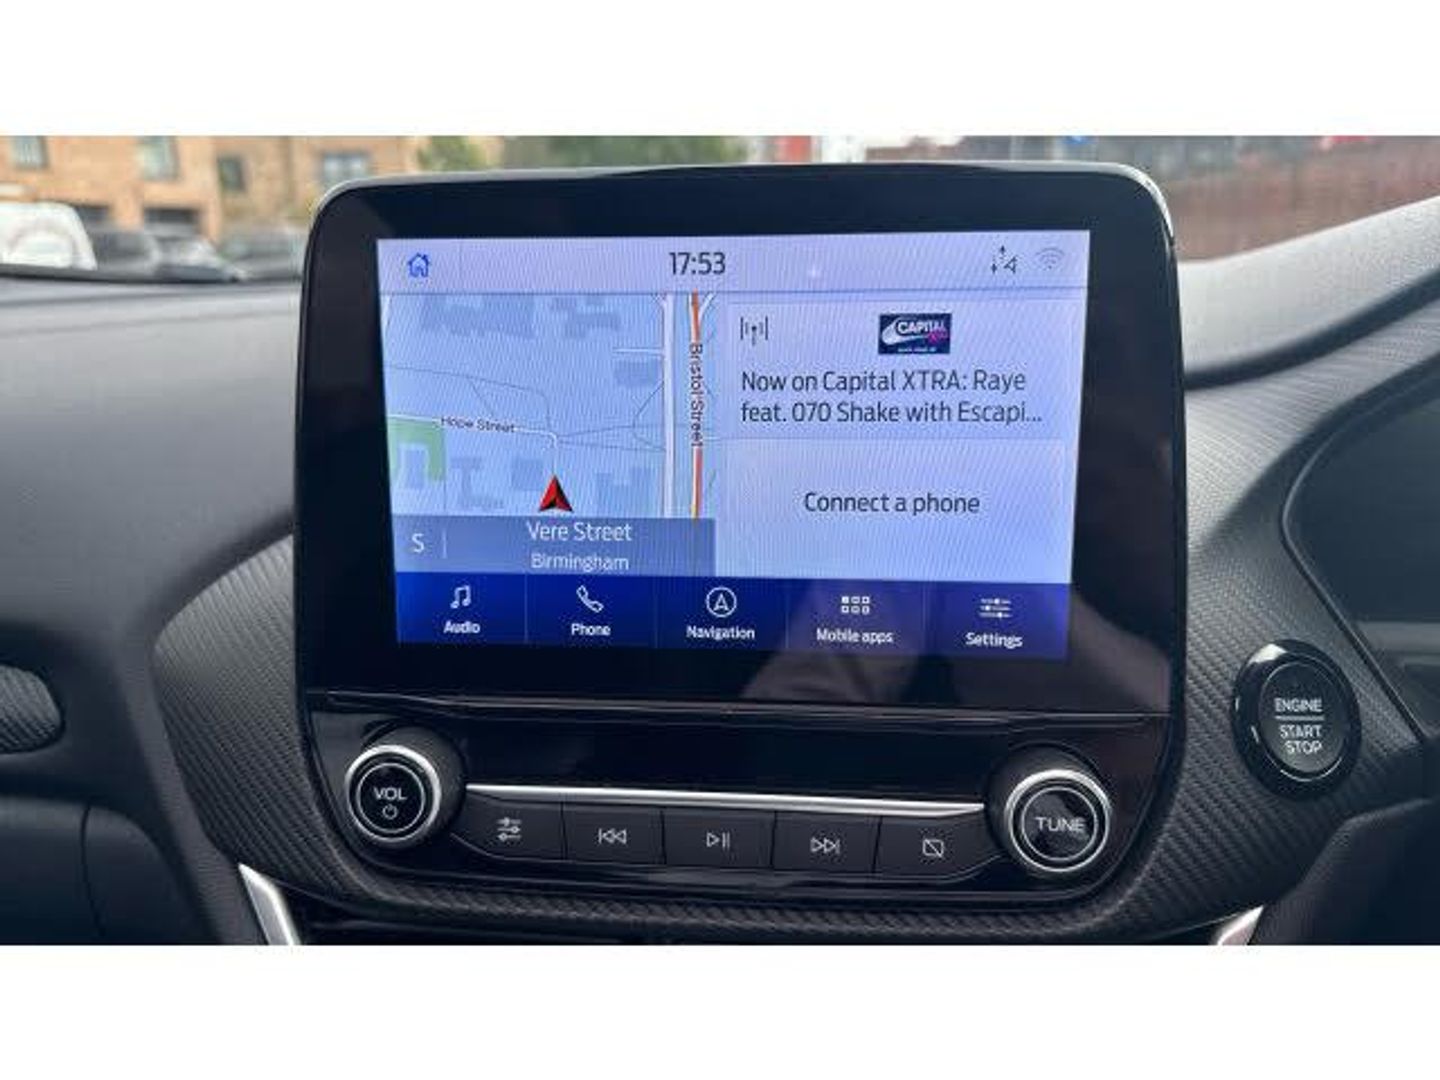 17:53
CAPITAL
Now on Capital XTRA: Raye
feat. 070 Shake with Escapi...
Bristol Street
Hope Street
Connect a phone
S
Vere Street
Birmingham
Audio
Phone
Navigation
Mobile apps
Settings
ENGINE
START
STOP
VOL
TUNE